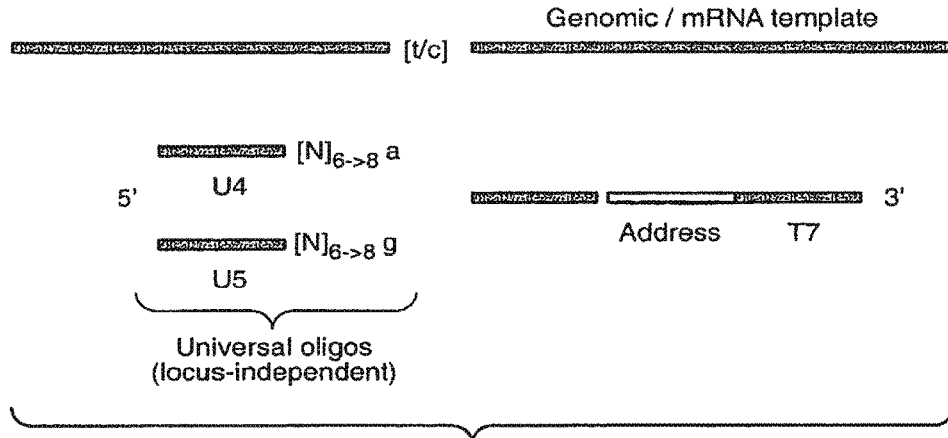 Genomic / mRNA template
[t/c]
[N]6->8 a
U4
5'
3'
Address T7
[N]6->8 g
U5
Universal oligos
(locus-independent)